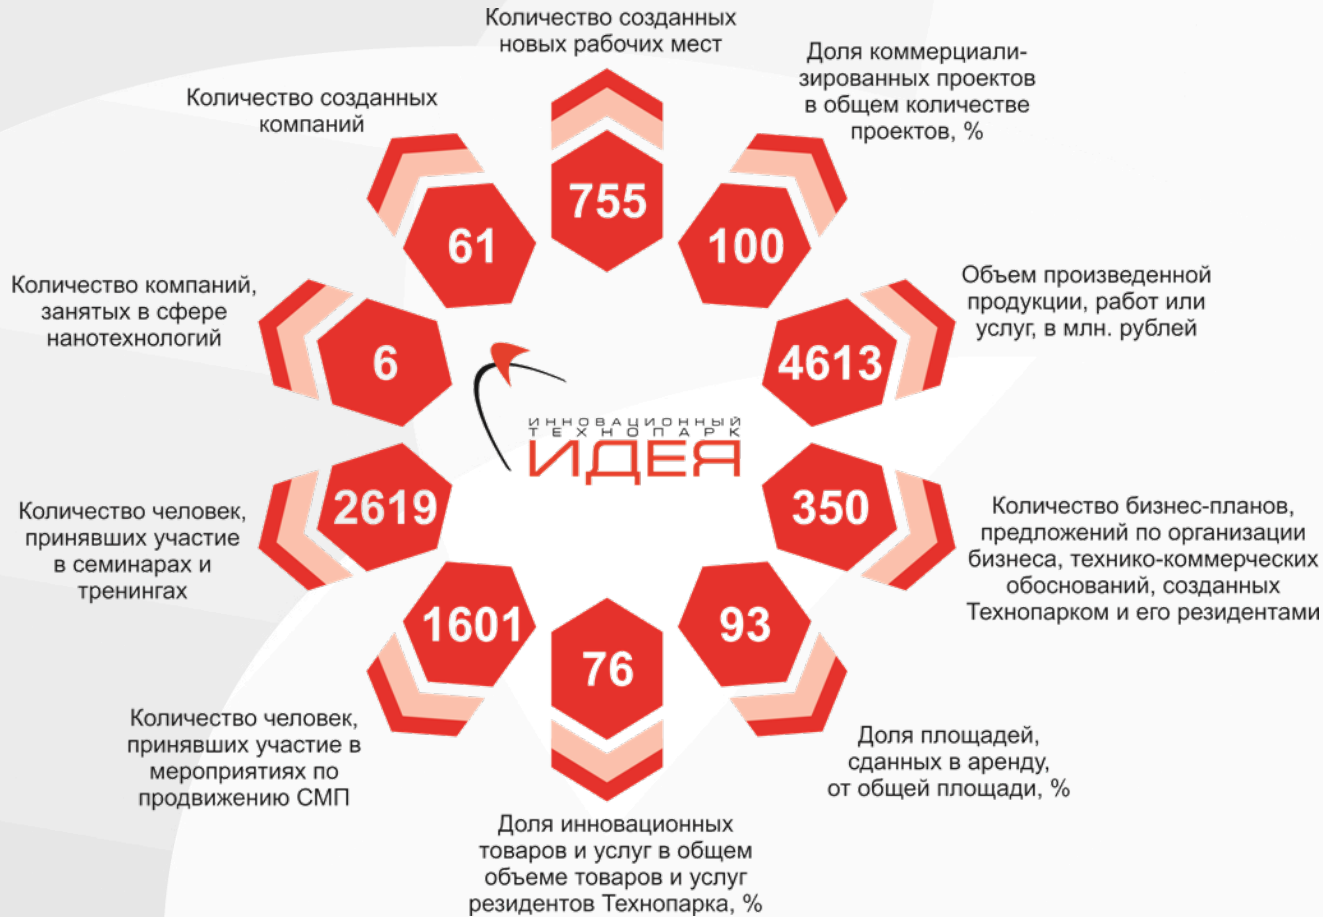 Количество созданных
новых рабочих мест
755
Доля коммерциали-
зированных проектов
в общем количестве
проектов, %
100
Объем произведенной
продукции, работ или
услуг, в млн. рублей
4613
Количество бизнес-планов,
предложений по организации
бизнеса, технико-коммерческих
обоснований, созданных
Технопарком и его резидентами
350
Доля площадей,
сданных в аренду,
от общей площади, %
93
Доля инновационных
товаров и услуг в общем
объеме товаров и услуг
резидентов Технопарка, %
76
Количество человек,
принявших участие в
мероприятиях по
продвижению СМП
1601
Количество человек,
принявших участие
в семинарах и
тренингах
2619
Количество компаний,
занятых в сфере
нанотехнологий
6
Количество созданных
компаний
61
ИННОВАЦИОННЫЙ
ТЕХНОПАРК
ИДЕЯ